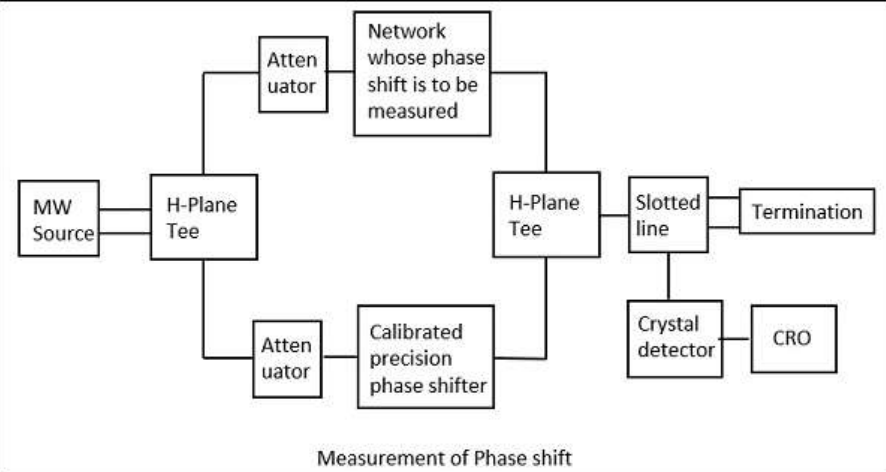 Network
whose phase
shift is to be
measured
Atten
uator
MW
Source
H-Plane
Tee
H-Plane
Tee
Slotted
line
Termination
Atten
uator
Calibrated
precision
phase shifter
Crystal
detector
CRO
Measurement of Phase shift